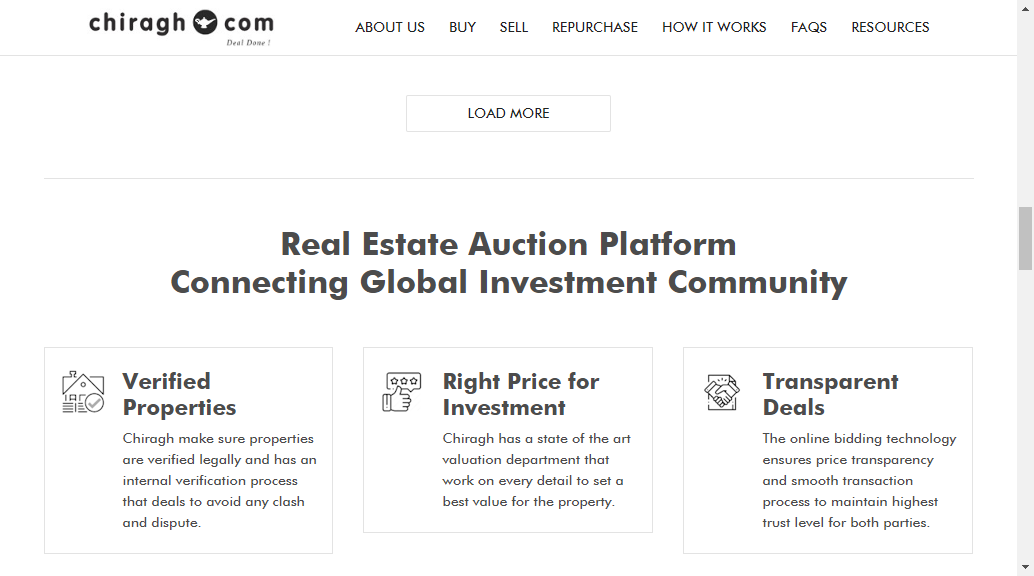 chiragh com
Deal Done !
ABOUT US BUY SELL REPURCHASE HOW IT WORKS FAQS RESOURCES
LOAD MORE
Real Estate Auction Platform
Connecting Global Investment Community
Verified
Properties
Chiragh make sure properties
are verified legally and has an
internal verification process
that deals to avoid any clash
and dispute.
Right Price for
Investment
Chiragh has a state of the art
valuation department that
work on every detail to set a
best value for the property.
Transparent
Deals
The online bidding technology
ensures price transparency
and smooth transaction
process to maintain highest
trust level for both parties.